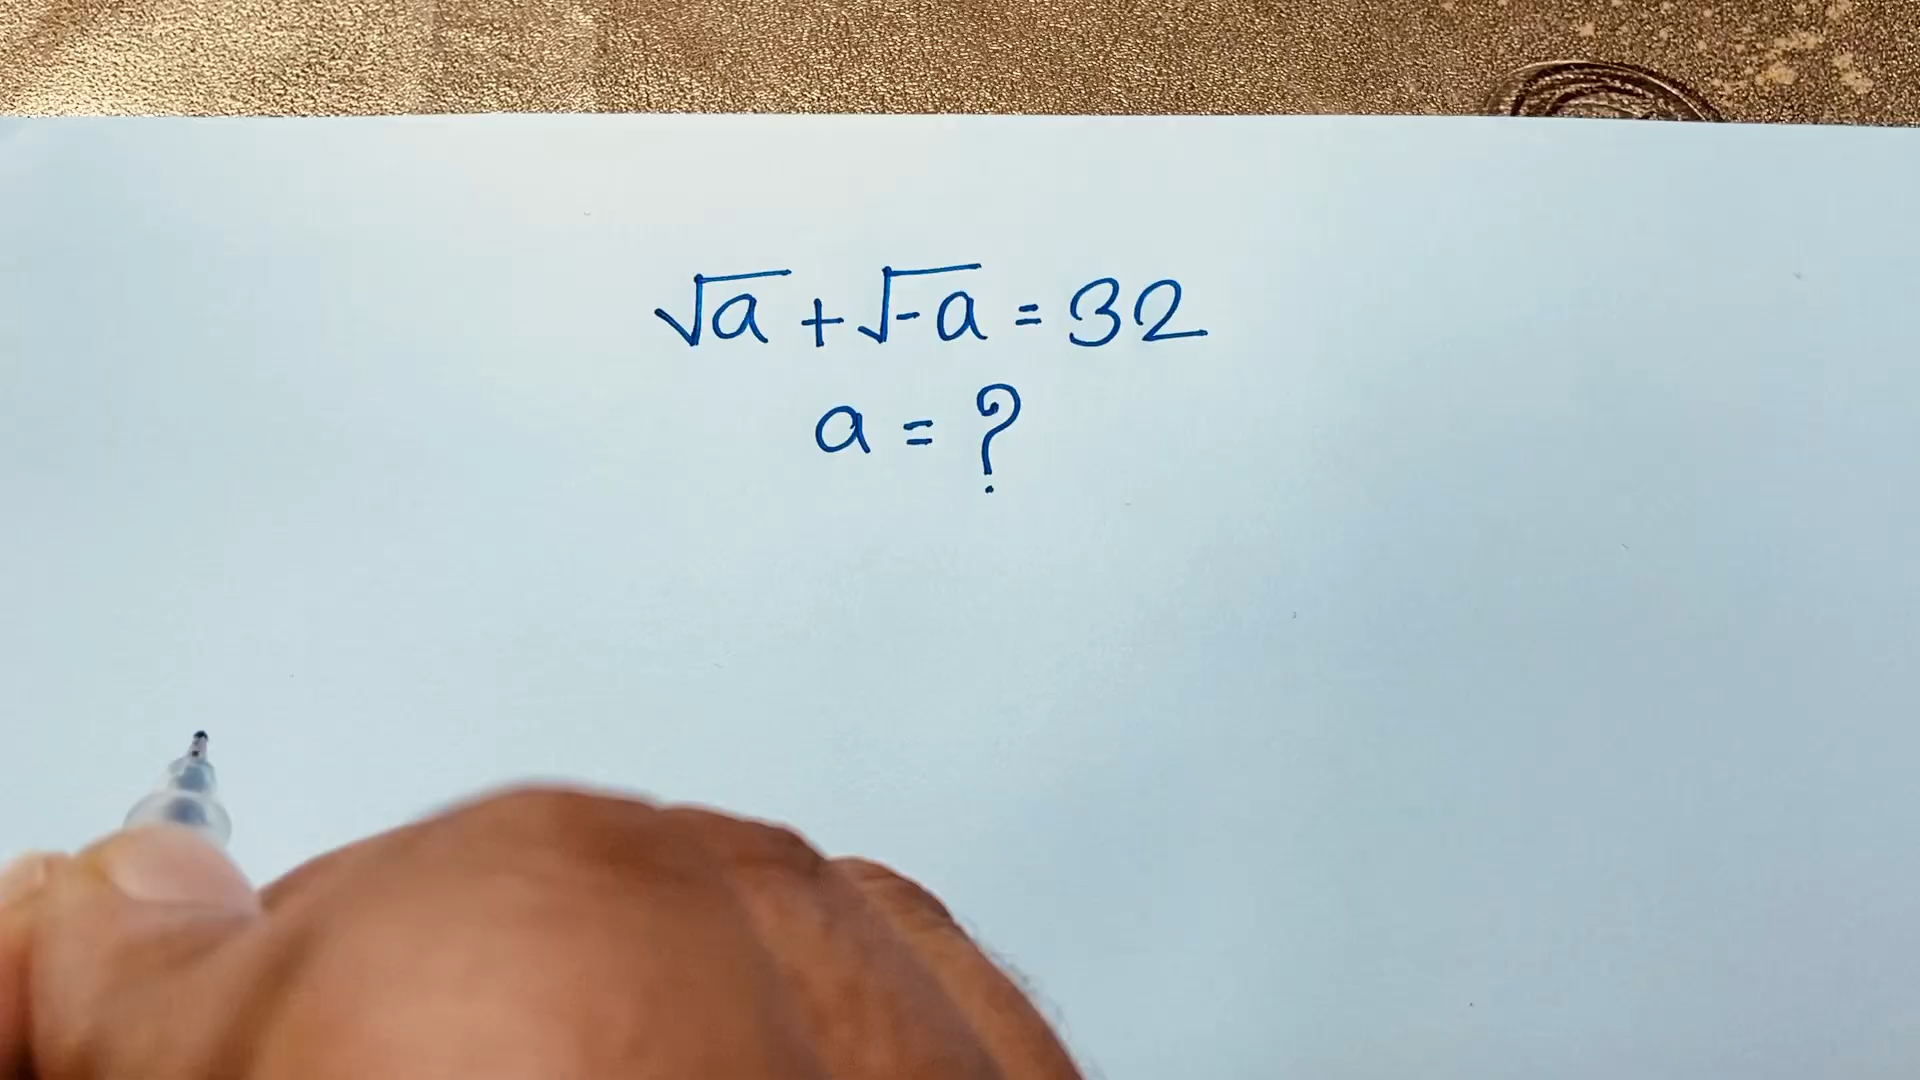 √a + √-a = 32
a = ?